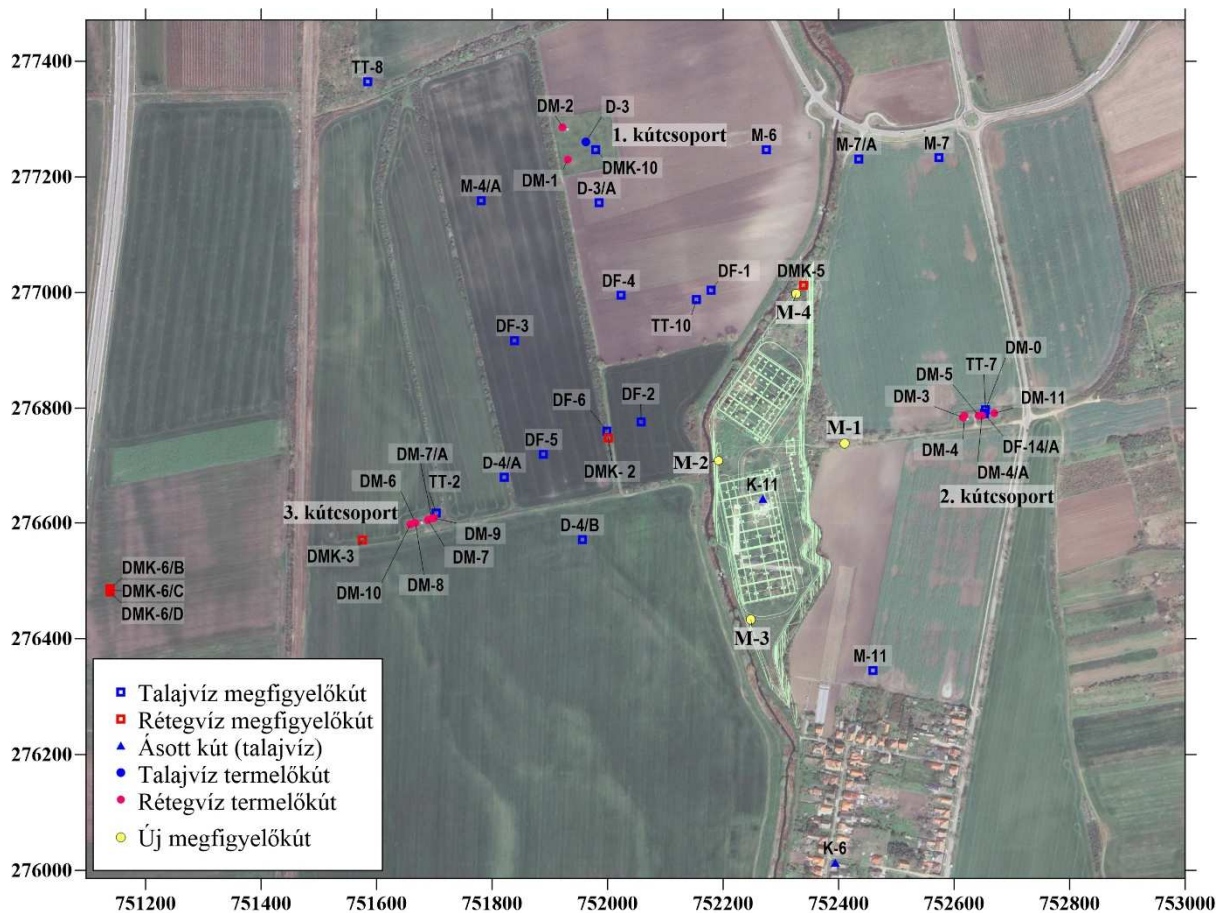 277400
277200
277000
276800
276600
276400
276200
276000
TT-8
DM-2
D-3
1. kútcsoport
M-6
M-7/A
M-7
DM-1
DMK-10
M-4/A
D-3/A
DF-4
DF-1
TT-10
DMK-5
M-4
DF-3
DM-0
TT-7
DM-5
DM-3
DM-11
DF-6
DF-2
DM-4
DF-14/A
DM-4/A
2. kútcsoport
M-1
DF-5
DMK- 2
M-2
D-4/A
K-11
DM-7/A
TT-2
DM-6
3. kútcsoport
DM-9
DM-7
DMK-3
DM-10
DM-8
D-4/B
DMK-6/B
DMK-6/C
DMK-6/D
M-3
M-11
K-6
Talajvíz megfigyelőkút
Rétegvíz megfigyelőkút
Ásott kút (talajvíz)
Talajvíz termelőkút
Rétegvíz termelőkút
Új megfigyelőkút
751200 751400 751600 751800 752000 752200 752400 752600 752800 753000